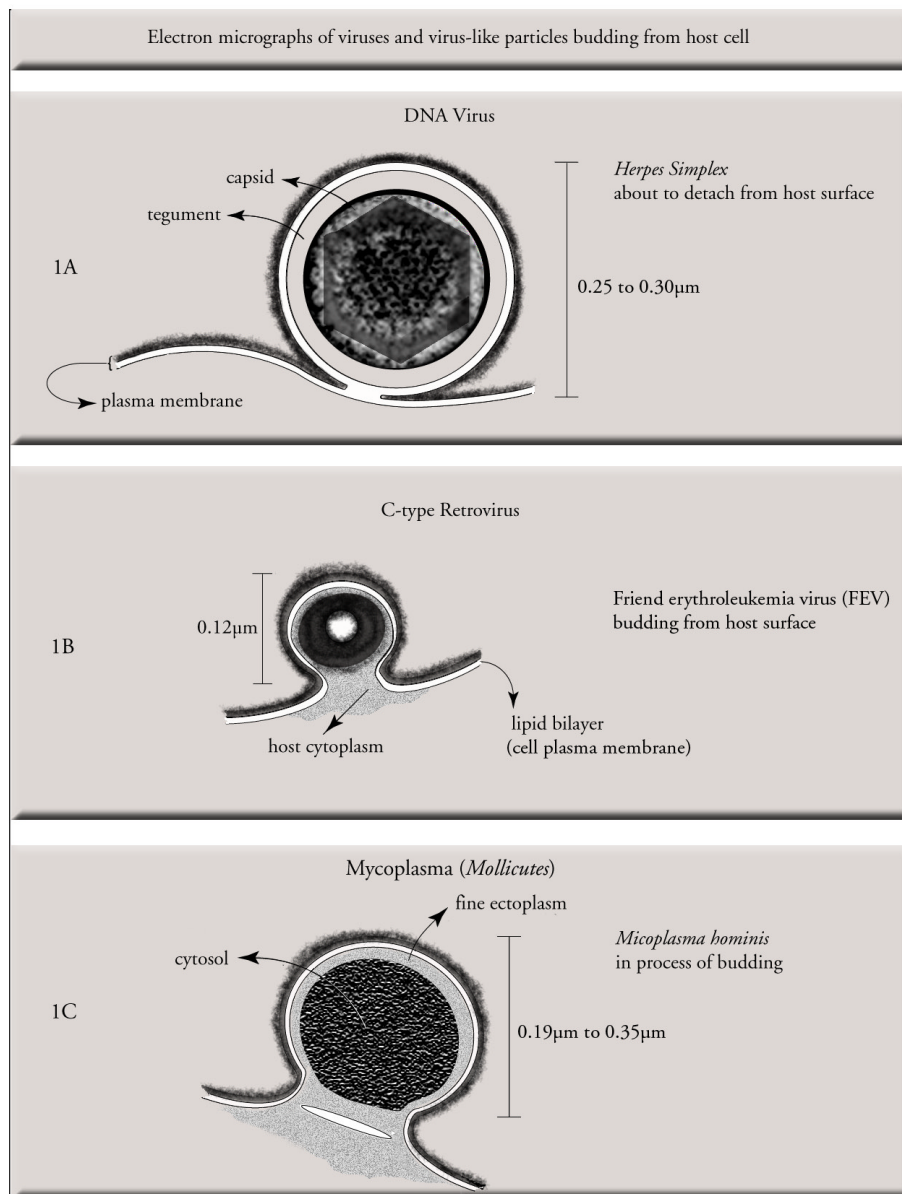 Electron micrographs of viruses and virus-like particles budding from host cell
DNA Virus
capsid
tegument
1A
plasma membrane
Herpes Simplex
about to detach from host surface
0.25 to 0.30µm
C-type Retrovirus
0.12µm
1B
host cytoplasm
Friend erythroleukemia virus (FEV)
budding from host surface
lipid bilayer
(cell plasma membrane)
Mycoplasma (Mollicutes)
fine ectoplasm
cytosol
1C
Micoplasma hominis
in process of budding
0.19µm to 0.35µm